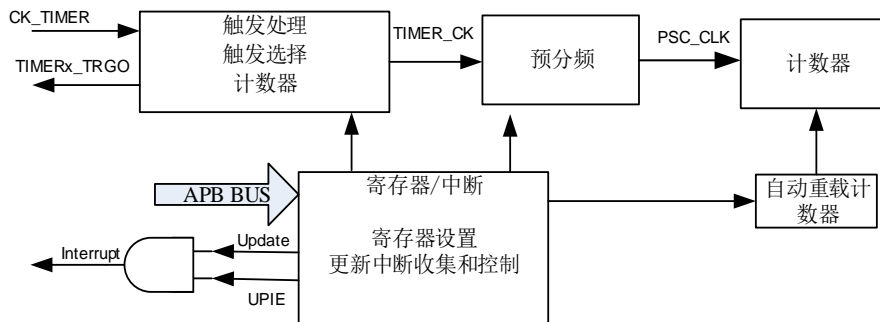 CK_TIMER
TIMERx_TRGO
触发处理
触发选择
计数器
TIMER_CK
预分频
PSC_CLK
计数器
APB BUS
寄存器/中断
寄存器设置
更新中断收集和控制
自动重载计
数器
Interrupt
Update
UPIE